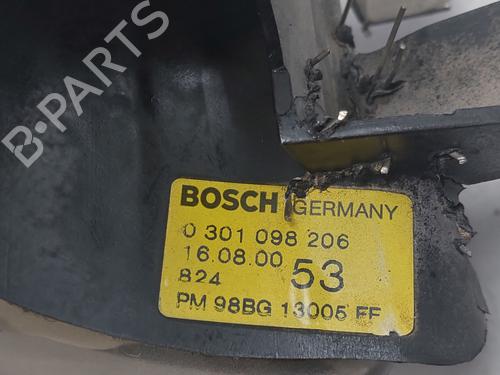 B-PARTS
BOSCH GERMANY
0 301 098 206
16.08.00 53
824
PM 98BG 13005 FF